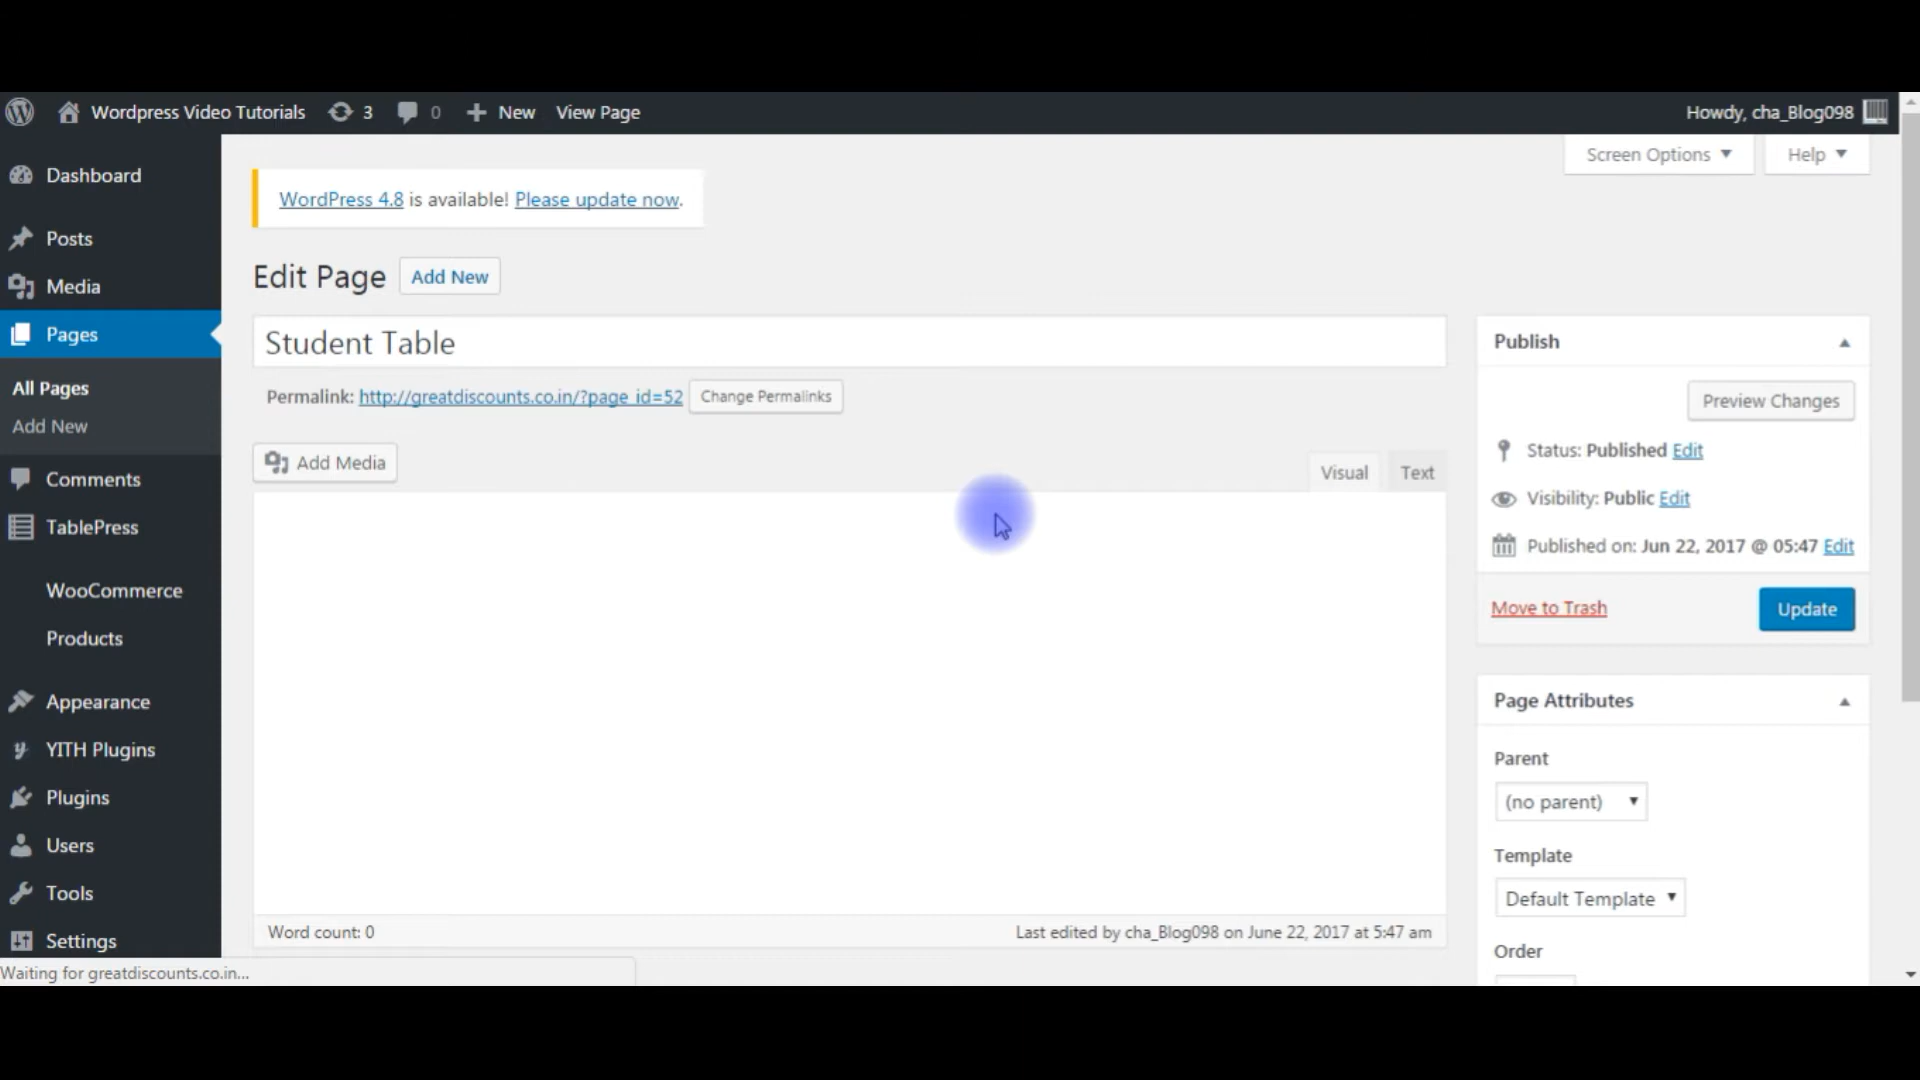 Wordpress Video Tutorials 3 0 New View Page Howdy, cha_Blog098
Screen Options Help
Dashboard
Posts
Media
Pages
All Pages
Add New
Comments
TablePress
WooCommerce
Products
Appearance
YITH Plugins
Plugins
Users
Tools
Settings
WordPress 4.8 is available! Please update now.
Edit Page Add New
Student Table
Permalink: http://greatdiscounts.co.in/?page_id=52 Change Permalinks
Add Media
Visual Text
Word count: 0 Last edited by cha_Blog098 on June 22, 2017 at 5:47 am
Publish
Preview Changes
Status: Published Edit
Visibility: Public Edit
Published on: Jun 22, 2017 @ 05:47 Edit
Move to Trash Update
Page Attributes
Parent
(no parent)
Template
Default Template
Order
Waiting for greatdiscounts.co.in...